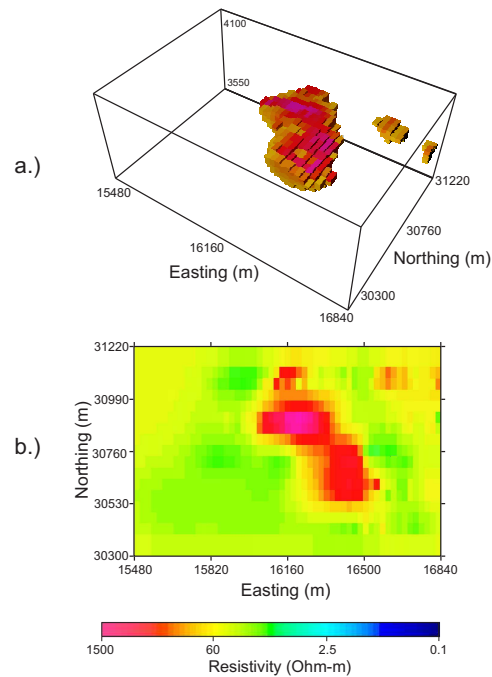 4100
3550
a.)
15480
16160
Easting (m)
16840
30300
30760
Northing (m)
31220
b.)
31220
30990
30760
30530
30300
Northing (m)
15480 15820 16160 16500 16840
Easting (m)
1500 60 2.5 0.1
Resistivity (Ohm-m)